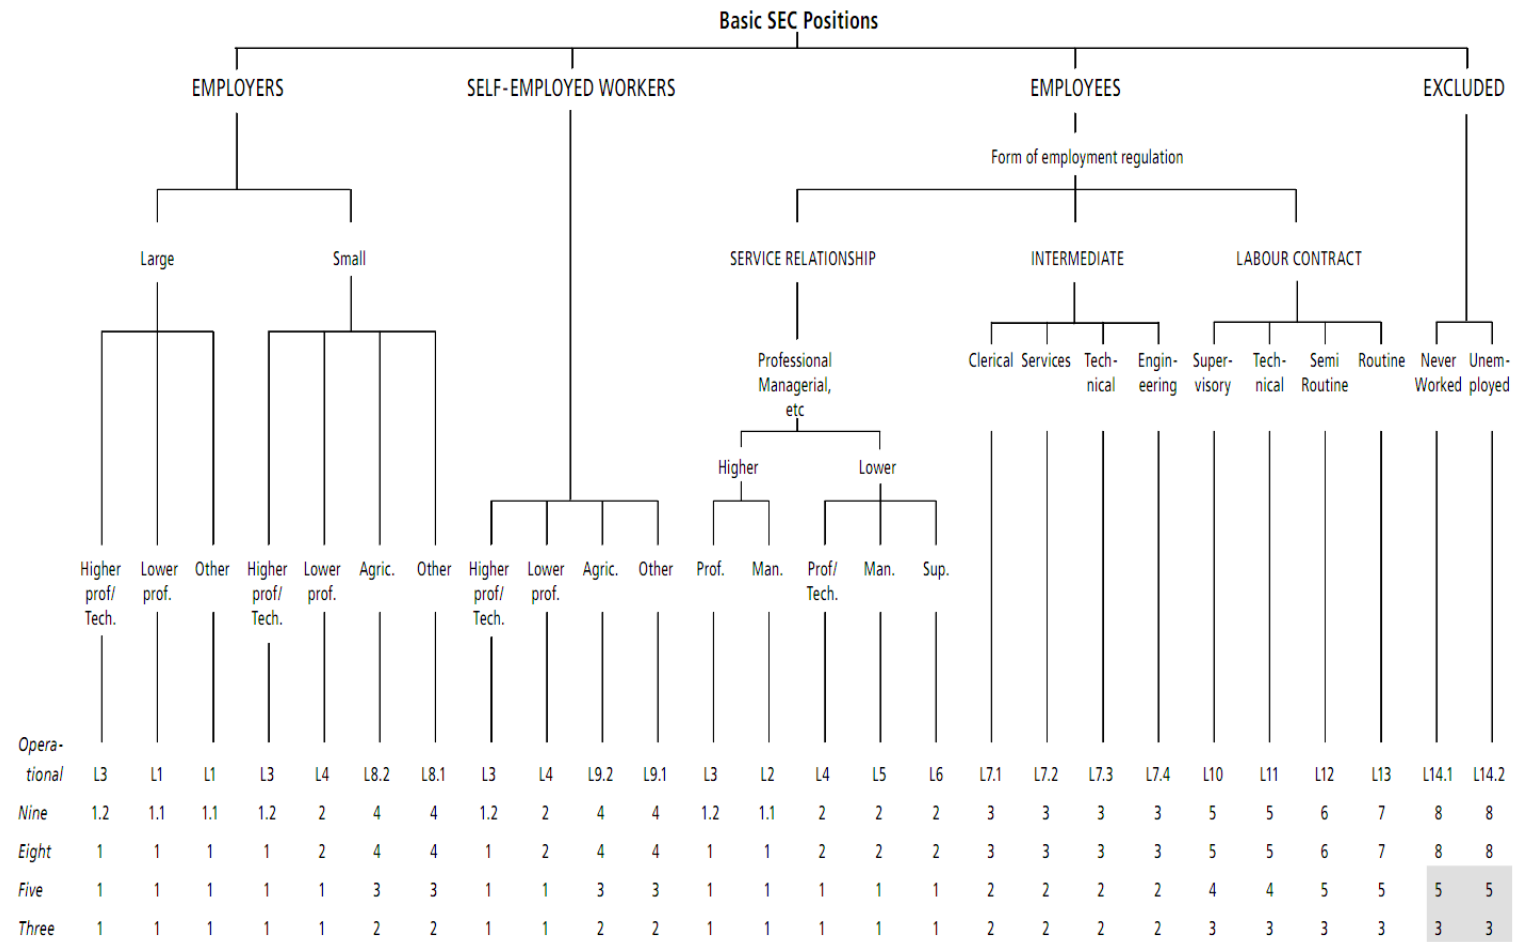 Basic SEC Positions
EMPLOYERS SELF-EMPLOYED WORKERS EMPLOYEES EXCLUDED
Form of employment regulation
Large Small SERVICE RELATIONSHIP INTERMEDIATE LABOUR CONTRACT
Professional Clerical Services Tech- Engin- Super- Tech- Semi Routine Never Unem-
Managerial, nical eering visory nical Routine Worked ployed
etc
Higher Lower
Higher Lower Other Higher Lower Agric. Other Higher Lower Agric. Other Prof. Man. Prof/ Man. Sup.
prof/ prof. prof/ prof. prof/ prof. Tech.
Tech. Tech. Tech.
Opera-
tional L3 L1 L1 L3 L4 L8.2 L8.1 L3 L4 L9.2 L9.1 L3 L2 L4 L5 L6 L7.1 L7.2 L7.3 L7.4 L10 L11 L12 L13 L14.1 L14.2
Nine 1.2 1.1 1.1 1.2 2 4 4 1.2 2 4 4 1.2 1.1 2 2 2 3 3 3 3 5 5 6 7 8 8
Eight 1 1 1 1 2 4 4 1 2 4 4 1 1 2 2 2 3 3 3 3 5 5 6 7 8 8
Five 1 1 1 1 1 3 3 1 1 3 3 1 1 1 1 1 2 2 2 2 4 4 5 5 5 5
Three 1 1 1 1 1 2 2 1 1 2 2 1 1 1 1 1 2 2 2 2 3 3 3 3 3 3